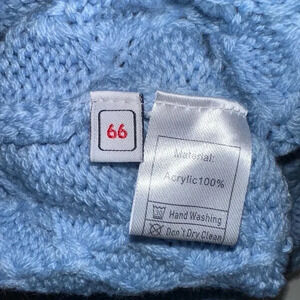 66
Material:
Acrylic100%
Hand Washing
Don't Dry Clean